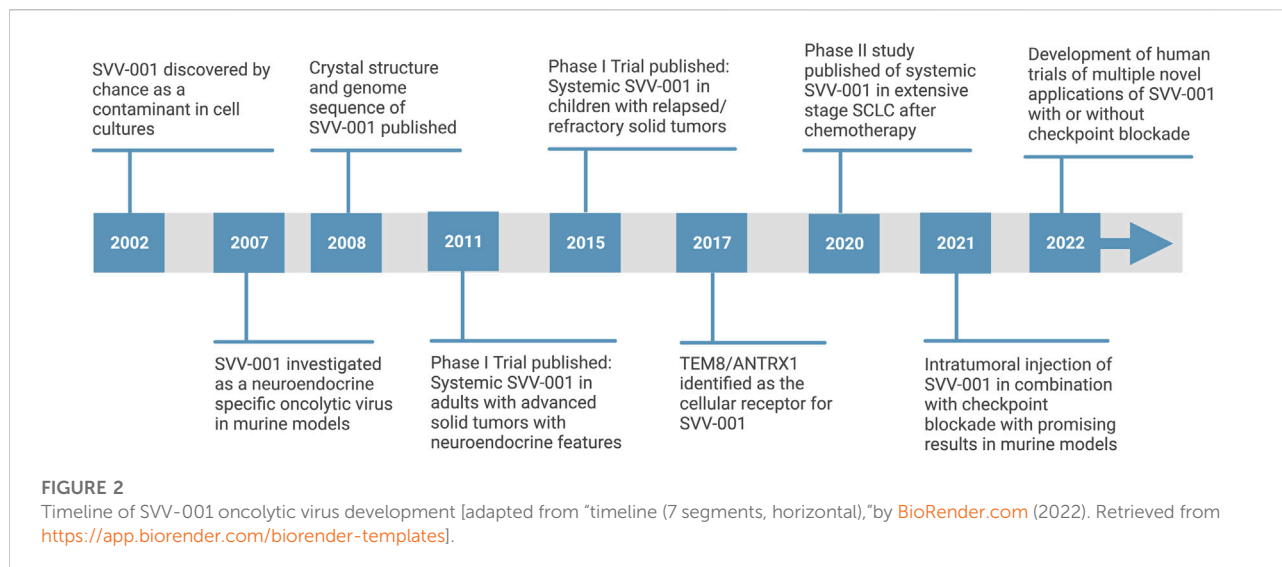 SVV-001 discovered by
chance as a
contaminant in cell
cultures
Crystal structure
and genome
sequence of
SVV-001 published
Phase I Trial published:
Systemic SVV-001 in
children with relapsed/
refractory solid tumors
Phase II study
published of systemic
SVV-001 in extensive
stage SCLC after
chemotherapy
Development of human
trials of multiple novel
applications of SVV-001
with or without
checkpoint blockade
2002
2007
2008
2011
2015
2017
2020
2021
2022
SVV-001 investigated
as a neuroendocrine
specific oncolytic virus
in murine models
Phase I Trial published:
Systemic SVV-001 in
adults with advanced
solid tumors with
neuroendocrine features
TEM8/ANTRX1
identified as the
cellular receptor for
SVV-001
Intratumoral injection of
SVV-001 in combination
with checkpoint
blockade with promising
results in murine models
FIGURE 2
Timeline of SVV-001 oncolytic virus development [adapted from “timeline (7 segments, horizontal),”by BioRender.com (2022). Retrieved from
https://app.biorender.com/biorender-templates].